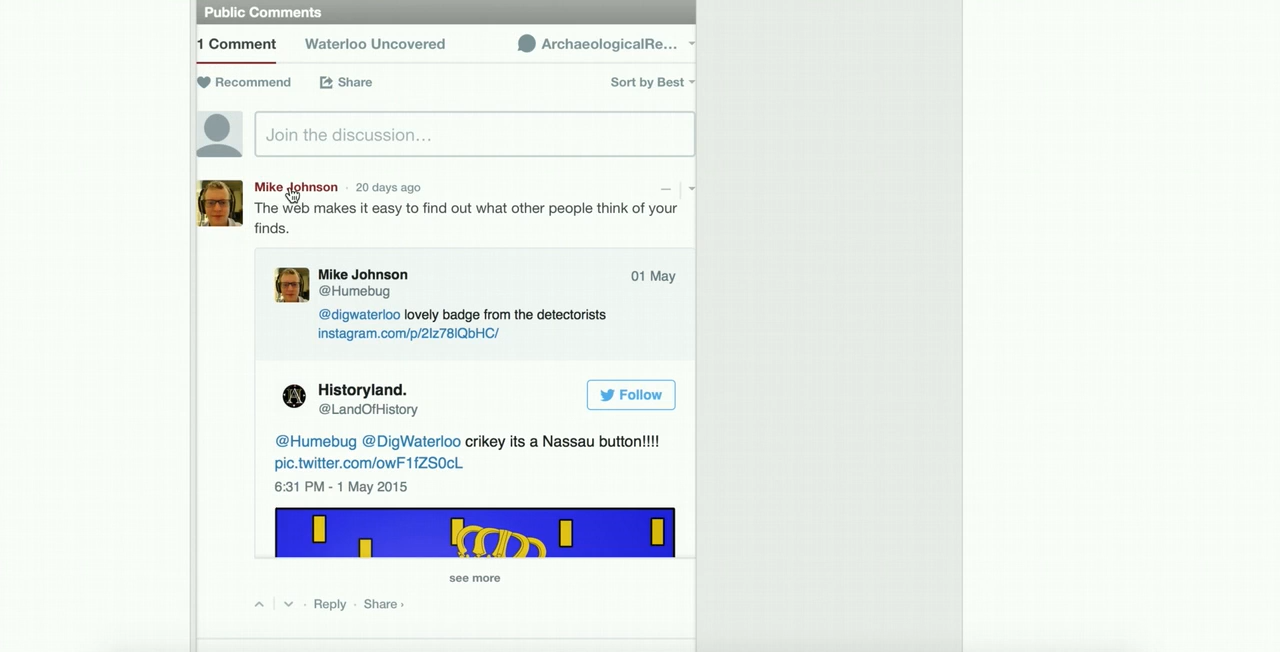 Public Comments
1 Comment Waterloo Uncovered ArchaeologicalRe...
Recommend Share Sort by Best
Join the discussion...
Mike Johnson · 20 days ago
The web makes it easy to find out what other people think of your
finds.
Mike Johnson 01 May
@Humebug
@digwaterloo lovely badge from the detectorists
instagram.com/p/2Iz78lQbHC/
Historyland. Follow
@LandOfHistory
@Humebug @DigWaterloo crikey its a Nassau button!!!!
pic.twitter.com/owF1fZS0cL
6:31 PM - 1 May 2015
see more
Reply · Share ›